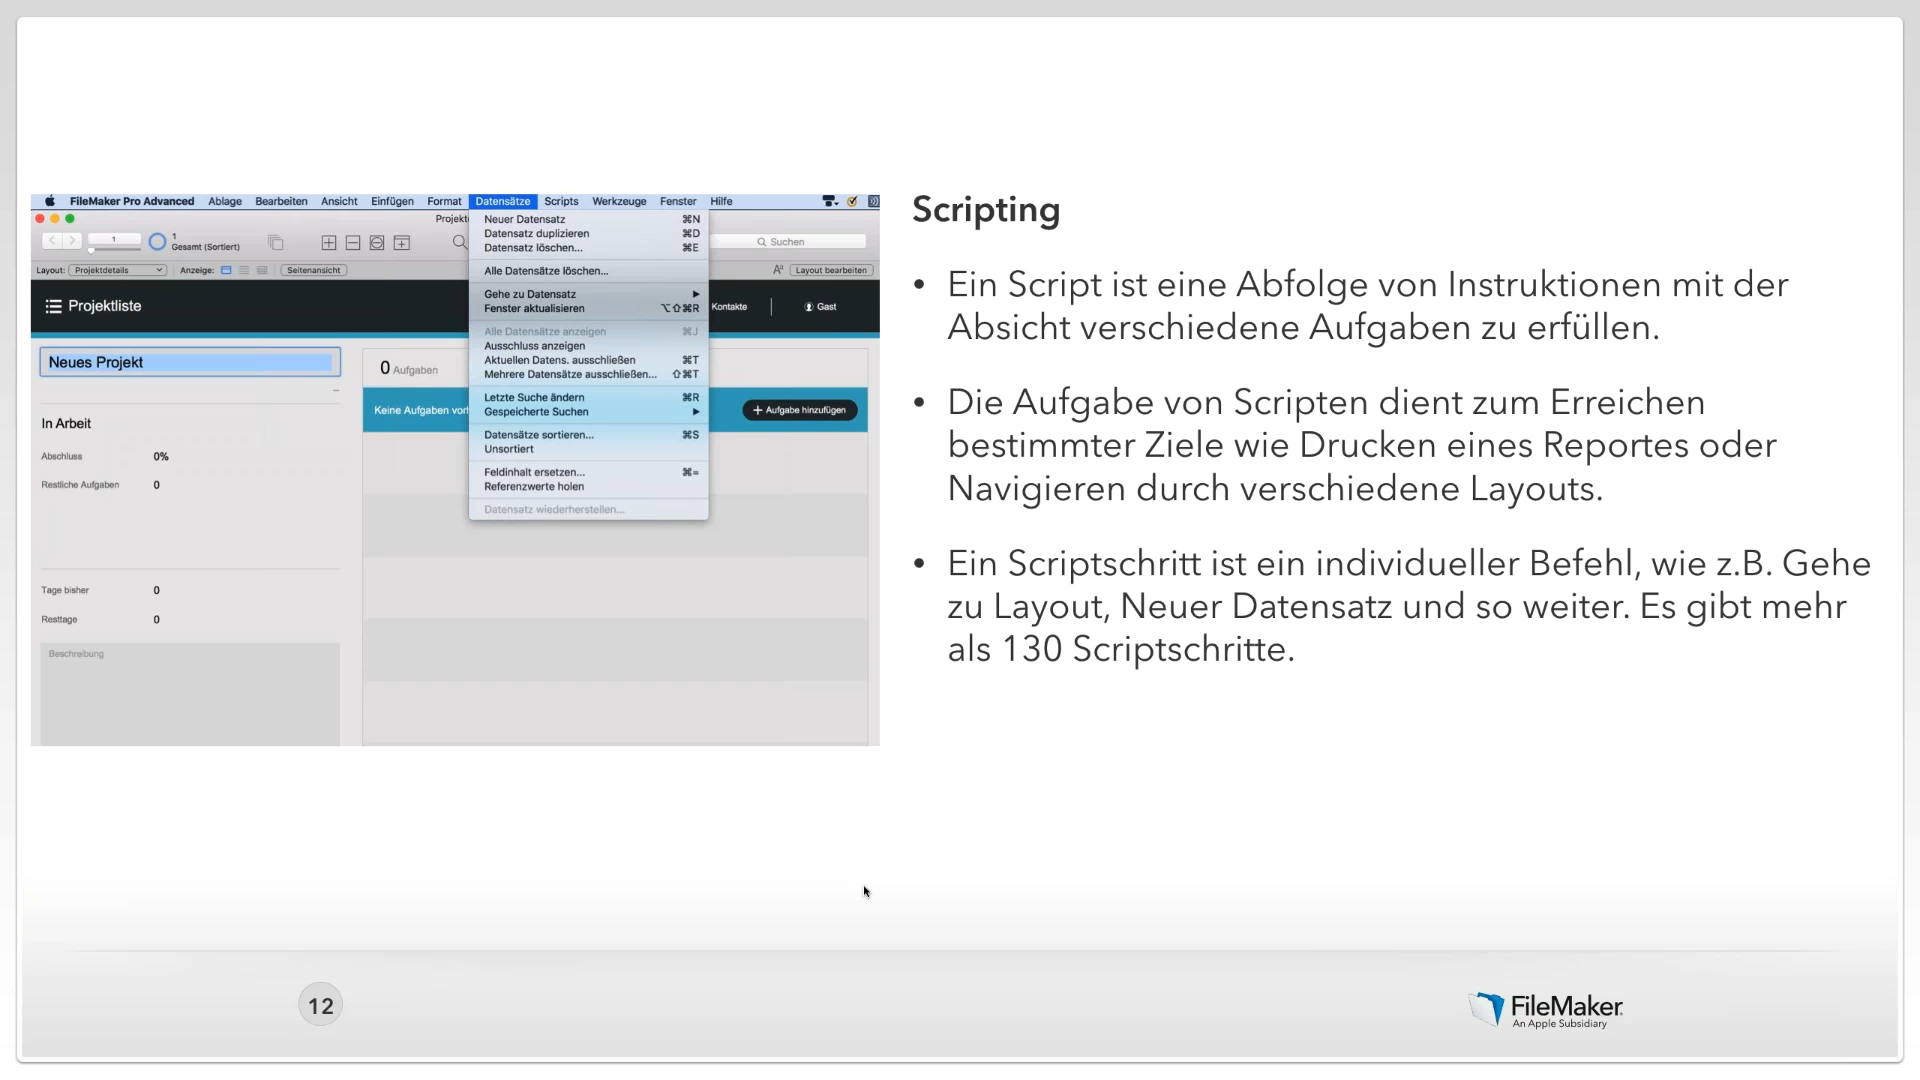 FileMaker Pro Advanced Ablage Bearbeiten Ansicht Einfügen Format Datensätze Scripts Werkzeuge Fenster Hilfe
Neuer Datensatz ⌘N
Datensatz duplizieren ⌘D
Datensatz löschen... ⌘E
Alle Datensätze löschen...
Gehe zu Datensatz ▶
Fenster aktualisieren ⌥⇧⌘R
Alle Datensätze anzeigen ⌘J
Ausschluss anzeigen
Aktuellen Datens. ausschließen ⌘T
Mehrere Datensätze ausschließen... ⇧⌘T
Letzte Suche ändern ⌘R
Gespeicherte Suchen ▶
Datensätze sortieren... ⌘S
Unsortiert
Feldinhalt ersetzen... ⌘=
Referenzwerte holen
Datensatz wiederherstellen...
1
1
Gesamt (Sortiert)
Suchen
Layout: Projektdetails Anzeige: Seitenansicht
Layout bearbeiten
Projektliste
Kontakte
Gast
Neues Projekt
In Arbeit
Abschluss 0%
Restliche Aufgaben 0
Tage bisher 0
Resttage 0
Beschreibung
0 Aufgaben
Keine Aufgaben
+ Aufgabe hinzufügen
Scripting
• Ein Script ist eine Abfolge von Instruktionen mit der
Absicht verschiedene Aufgaben zu erfüllen.
• Die Aufgabe von Scripten dient zum Erreichen
bestimmter Ziele wie Drucken eines Reportes oder
Navigieren durch verschiedene Layouts.
• Ein Scriptschritt ist ein individueller Befehl, wie z.B. Gehe
zu Layout, Neuer Datensatz und so weiter. Es gibt mehr
als 130 Scriptschritte.
12
FileMaker.
An Apple Subsidiary